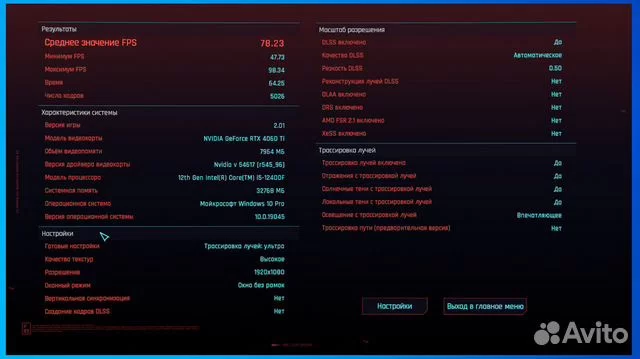 Результаты
Среднее значение FPS 78.23
Минимум FPS 47.73
Максимум FPS 98.34
Время 64.25
Число кадров 5026
Характеристики системы
Версия игры 2.01
Модель видеокарты NVIDIA GeForce RTX 4060 Ti
Объём видеопамяти 7964 МБ
Версия драйвера видеокарты Nvidia v 54617 (r545_96)
Модель процессора 12th Gen Intel(R) Core(TM) i5-12400F
Системная память 32768 МБ
Операционная система Майкрософт Windows 10 Pro
Версия операционной системы 10.0.19045
Настройки
Готовые настройки Трассировка лучей: ультра
Качество текстур Высокое
Разрешение 1920x1080
Оконный режим Окно без рамок
Вертикальная синхронизация Нет
Создание кадров DLSS Нет
Масштаб разрешения
DLSS включено Да
Качество DLSS Автоматическое
Резкость DLSS 0.50
Реконструкция лучей DLSS Нет
DLAA включено Нет
DRS включено Нет
AMD FSR 2.1 включено Нет
XeSS включено Нет
Трассировка лучей
Трассировка лучей включена Да
Отражения с трассировкой лучей Да
Солнечные тени с трассировкой лучей Да
Локальные тени с трассировкой лучей Да
Освещение с трассировкой лучей Впечатляющее
Трассировка пути (предварительная версия) Нет
Настройки
Выход в главное меню
Avito